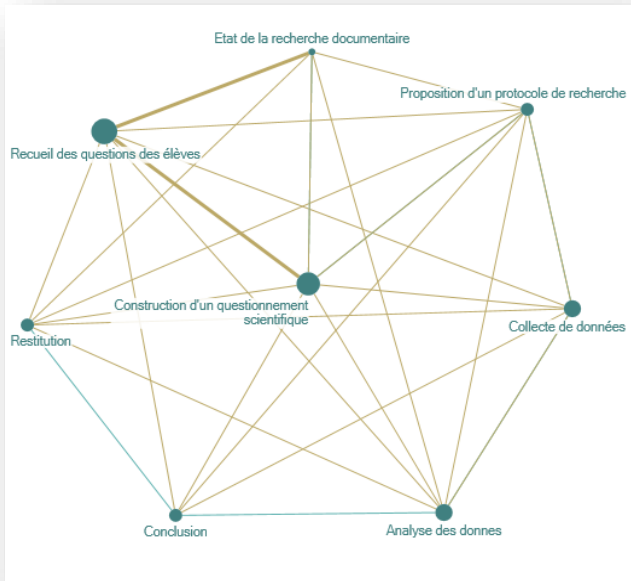 Etat de la recherche documentaire
Proposition d'un protocole de recherche
Recueil des questions des élèves
Construction d'un questionnement
scientifique
Collecte de données
Restitution
Conclusion
Analyse des donnes